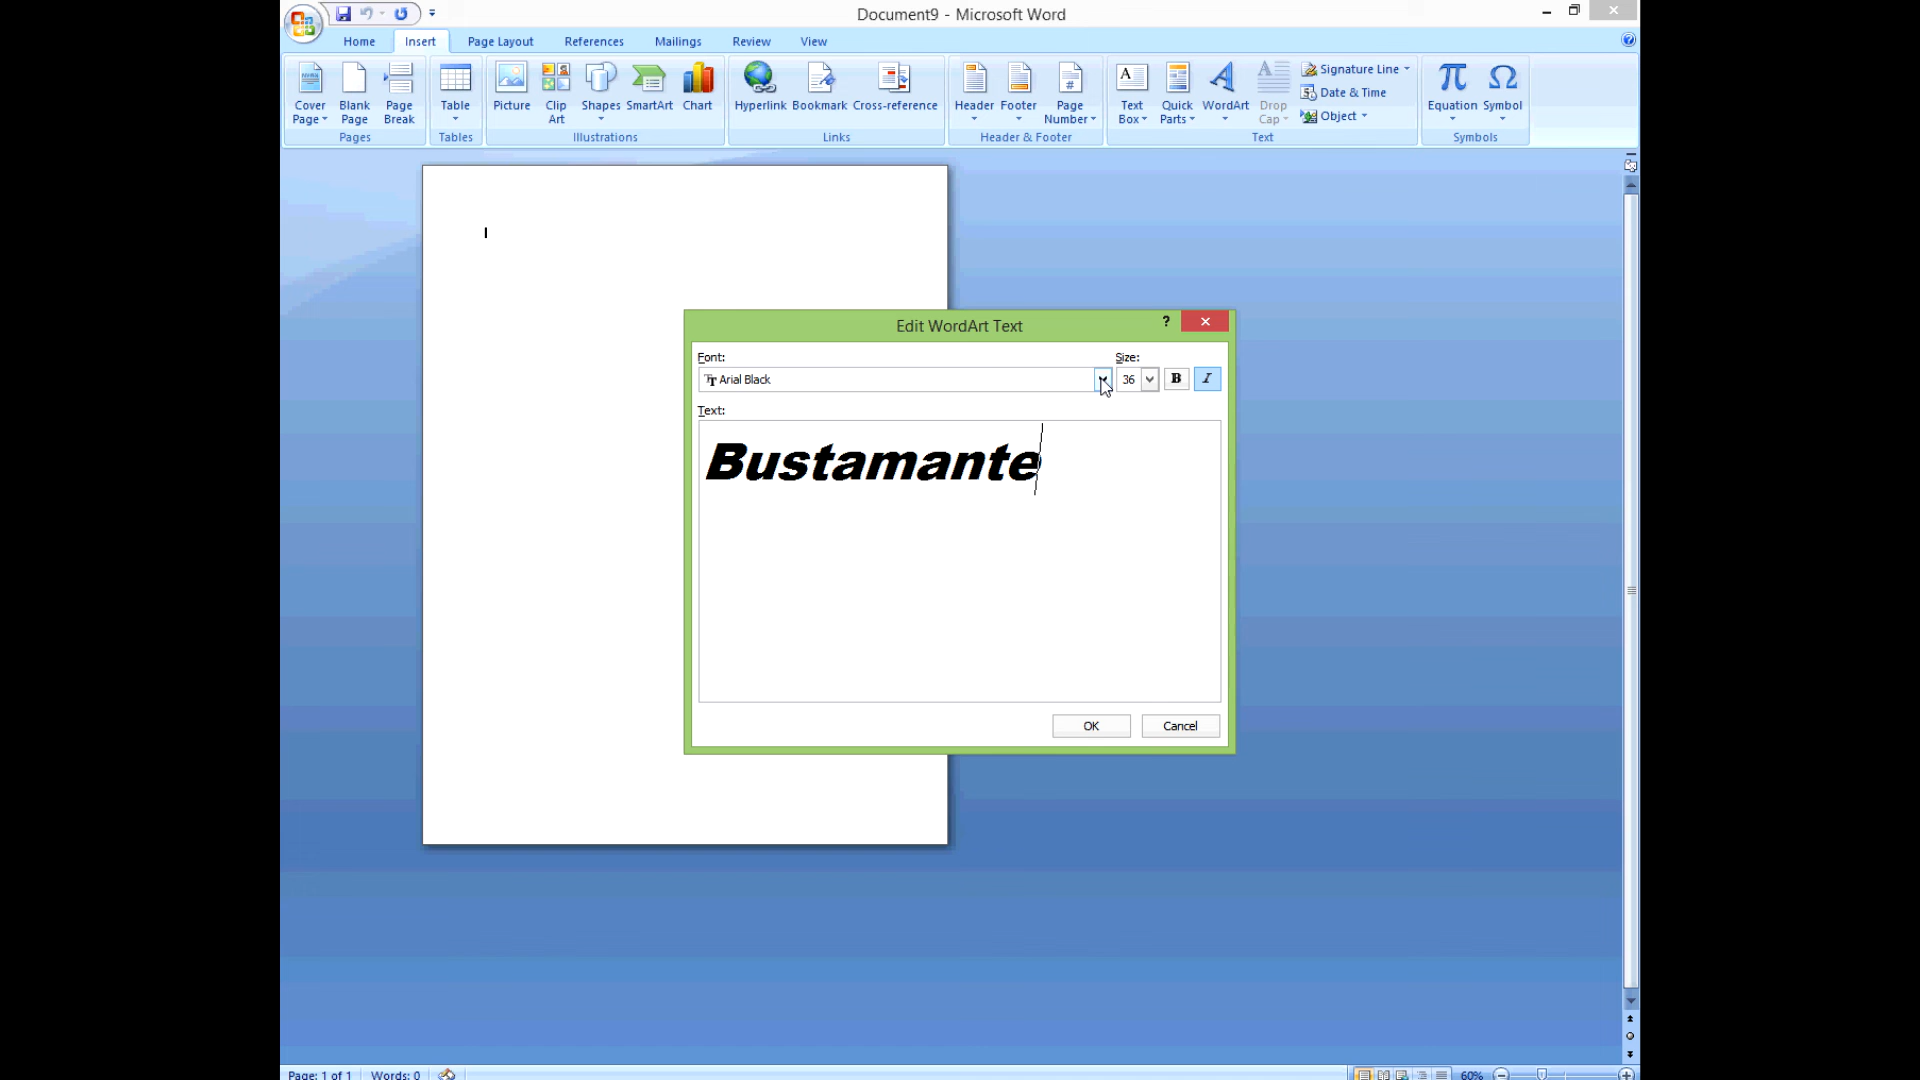 Document9 - Microsoft Word
Home Insert Page Layout References Mailings Review View
Cover Page Blank Page Page Break Table Picture Clip Art Shapes SmartArt Chart Hyperlink Bookmark Cross-reference Header Footer Page Number Text Box Quick Parts WordArt Drop Cap Signature Line Date & Time Object Equation Symbol
Pages Tables Illustrations Links Header & Footer Text Symbols
Edit WordArt Text
Font: Size:
Arial Black 36 B I
Text:
Bustamante
OK Cancel
Page: 1 of 1 Words: 0 60%